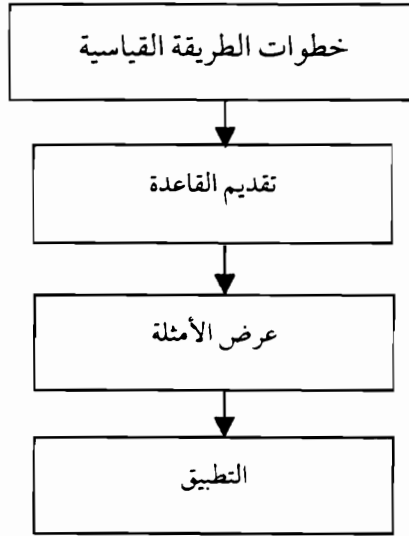 خطوات الطريقة القياسية
تقديم القاعدة
عرض الأمثلة
التطبيق